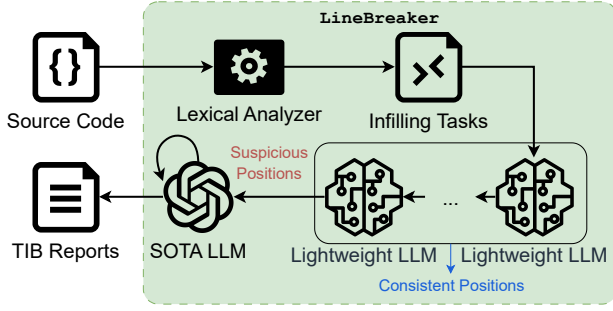 LineBreaker
{}
Source Code
Lexical Analyzer
Infilling Tasks
Suspicious
Positions
...
TIB Reports
SOTA LLM
Lightweight LLM
Lightweight LLM
Consistent Positions